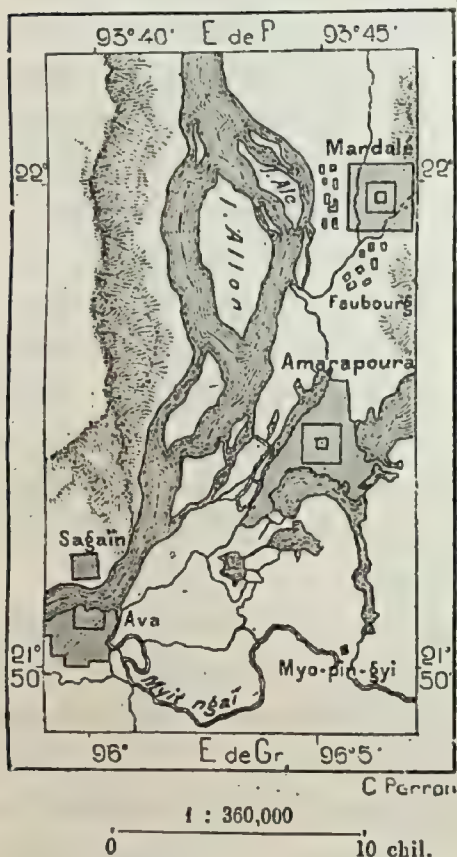 93°40' E de P 93°45'
Mandalé
22° 22°
I. Alc
I. Allon
Faubourg
Amarapoura
Sagaïn
Ava
21° 50' 21° 50'
Myo-pin-gyi
Myit-ngaï
96° E de Gr. 96°5'
C Perron
1 : 360,000
0 10 chil.